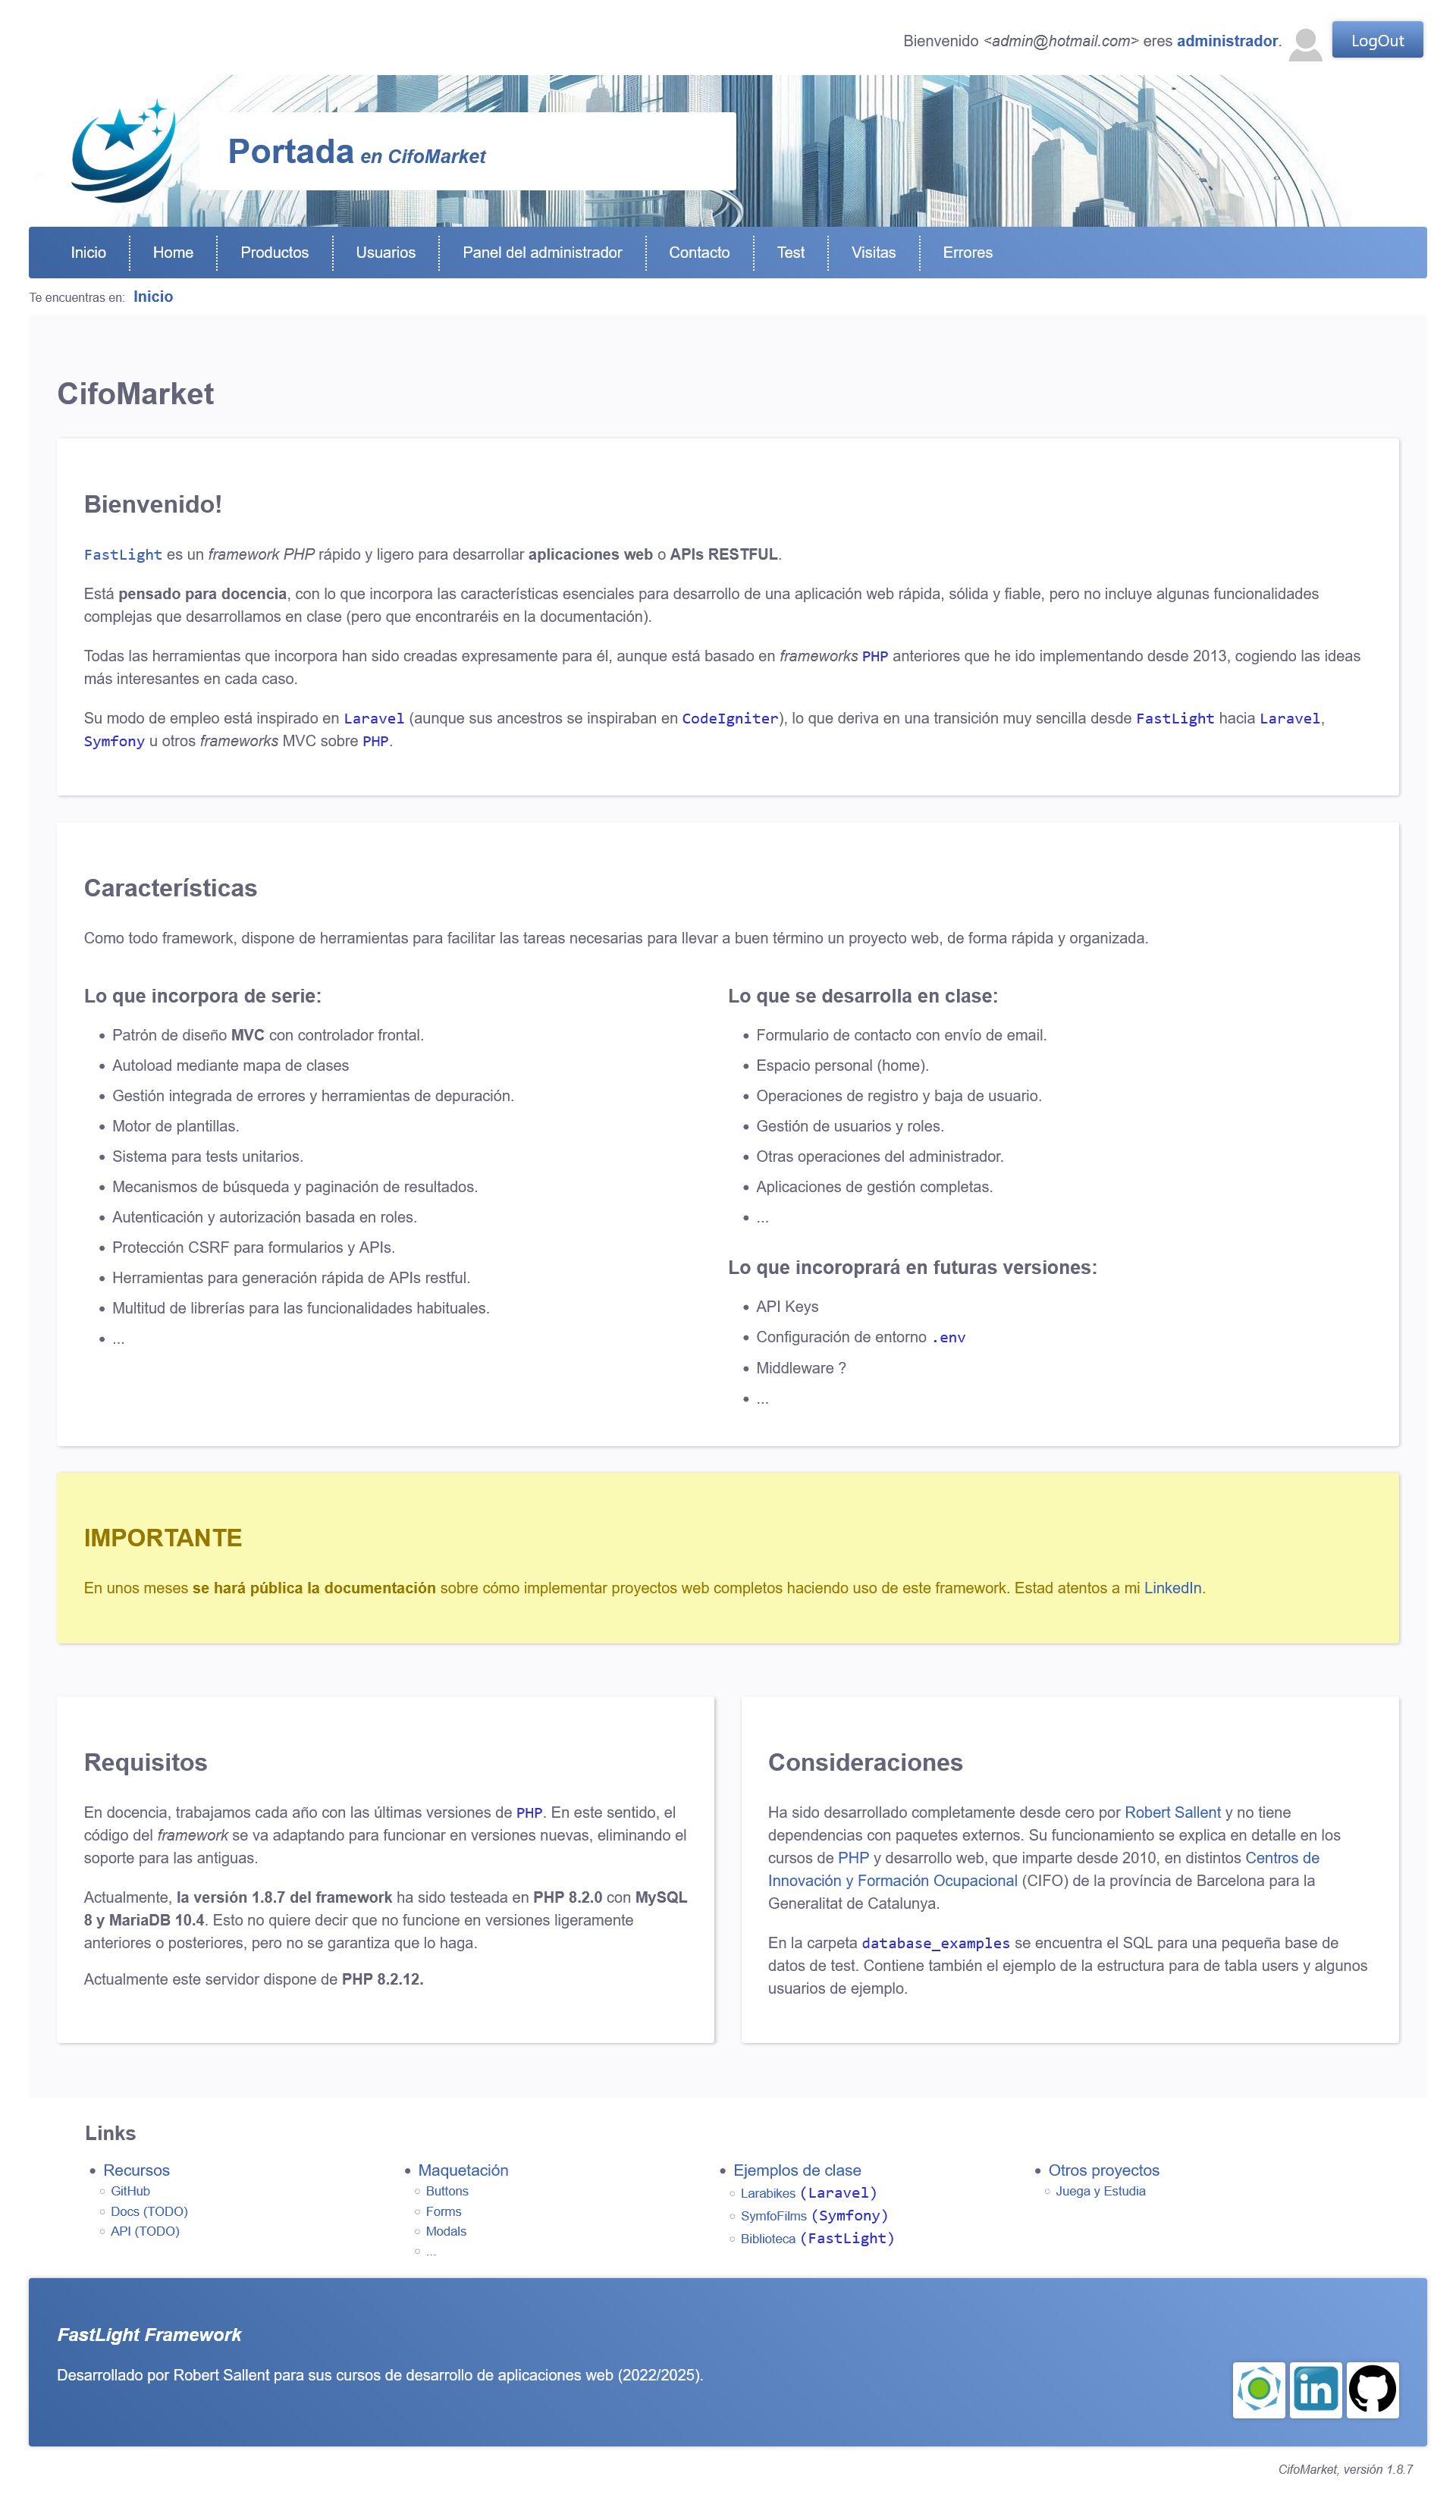 Bienvenido <admin@hotmail.com> eres administrador.
LogOut
Portada en CifoMarket
Inicio
Home
Productos
Usuarios
Panel del administrador
Contacto
Test
Visitas
Errores
Te encuentras en: Inicio
CifoMarket
Bienvenido!
FastLight es un framework PHP rápido y ligero para desarrollar aplicaciones web o APIs RESTFUL.
Está pensado para docencia, con lo que incorpora las características esenciales para desarrollo de una aplicación web rápida, sólida y fiable, pero no incluye algunas funcionalidades
complejas que desarrollamos en clase (pero que encontraréis en la documentación).
Todas las herramientas que incorpora han sido creadas expresamente para él, aunque está basado en frameworks PHP anteriores que he ido implementando desde 2013, cogiendo las ideas
más interesantes en cada caso.
Su modo de empleo está inspirado en Laravel (aunque sus ancestros se inspiraban en CodeIgniter), lo que deriva en una transición muy sencilla desde FastLight hacia Laravel,
Symfony u otros frameworks MVC sobre PHP.
Características
Como todo framework, dispone de herramientas para facilitar las tareas necesarias para llevar a buen término un proyecto web, de forma rápida y organizada.
Lo que incorpora de serie:
Patrón de diseño MVC con controlador frontal.
Autoload mediante mapa de clases
Gestión integrada de errores y herramientas de depuración.
Motor de plantillas.
Sistema para tests unitarios.
Mecanismos de búsqueda y paginación de resultados.
Autenticación y autorización basada en roles.
Protección CSRF para formularios y APIs.
Herramientas para generación rápida de APIs restful.
Multitud de librerías para las funcionalidades habituales.
...
Lo que se desarrolla en clase:
Formulario de contacto con envío de email.
Espacio personal (home).
Operaciones de registro y baja de usuario.
Gestión de usuarios y roles.
Otras operaciones del administrador.
Aplicaciones de gestión completas.
...
Lo que incoroprará en futuras versiones:
API Keys
Configuración de entorno .env
Middleware ?
...
IMPORTANTE
En unos meses se hará pública la documentación sobre cómo implementar proyectos web completos haciendo uso de este framework. Estad atentos a mi LinkedIn.
Requisitos
En docencia, trabajamos cada año con las últimas versiones de PHP. En este sentido, el
código del framework se va adaptando para funcionar en versiones nuevas, eliminando el
soporte para las antiguas.
Actualmente, la versión 1.8.7 del framework ha sido testeada en PHP 8.2.0 con MySQL
8 y MariaDB 10.4. Esto no quiere decir que no funcione en versiones ligeramente
anteriores o posteriores, pero no se garantiza que lo haga.
Actualmente este servidor dispone de PHP 8.2.12.
Consideraciones
Ha sido desarrollado completamente desde cero por Robert Sallent y no tiene
dependencias con paquetes externos. Su funcionamiento se explica en detalle en los
cursos de PHP y desarrollo web, que imparte desde 2010, en distintos Centros de
Innovación y Formación Ocupacional (CIFO) de la província de Barcelona para la
Generalitat de Catalunya.
En la carpeta database_examples se encuentra el SQL para una pequeña base de
datos de test. Contiene también el ejemplo de la estructura para de tabla users y algunos
usuarios de ejemplo.
Links
Recursos
GitHub
Docs (TODO)
API (TODO)
Maquetación
Buttons
Forms
Modals
...
Ejemplos de clase
Larabikes (Laravel)
SymfoFilms (Symfony)
Biblioteca (FastLight)
Otros proyectos
Juega y Estudia
FastLight Framework
Desarrollado por Robert Sallent para sus cursos de desarrollo de aplicaciones web (2022/2025).
in
CifoMarket, versión 1.8.7